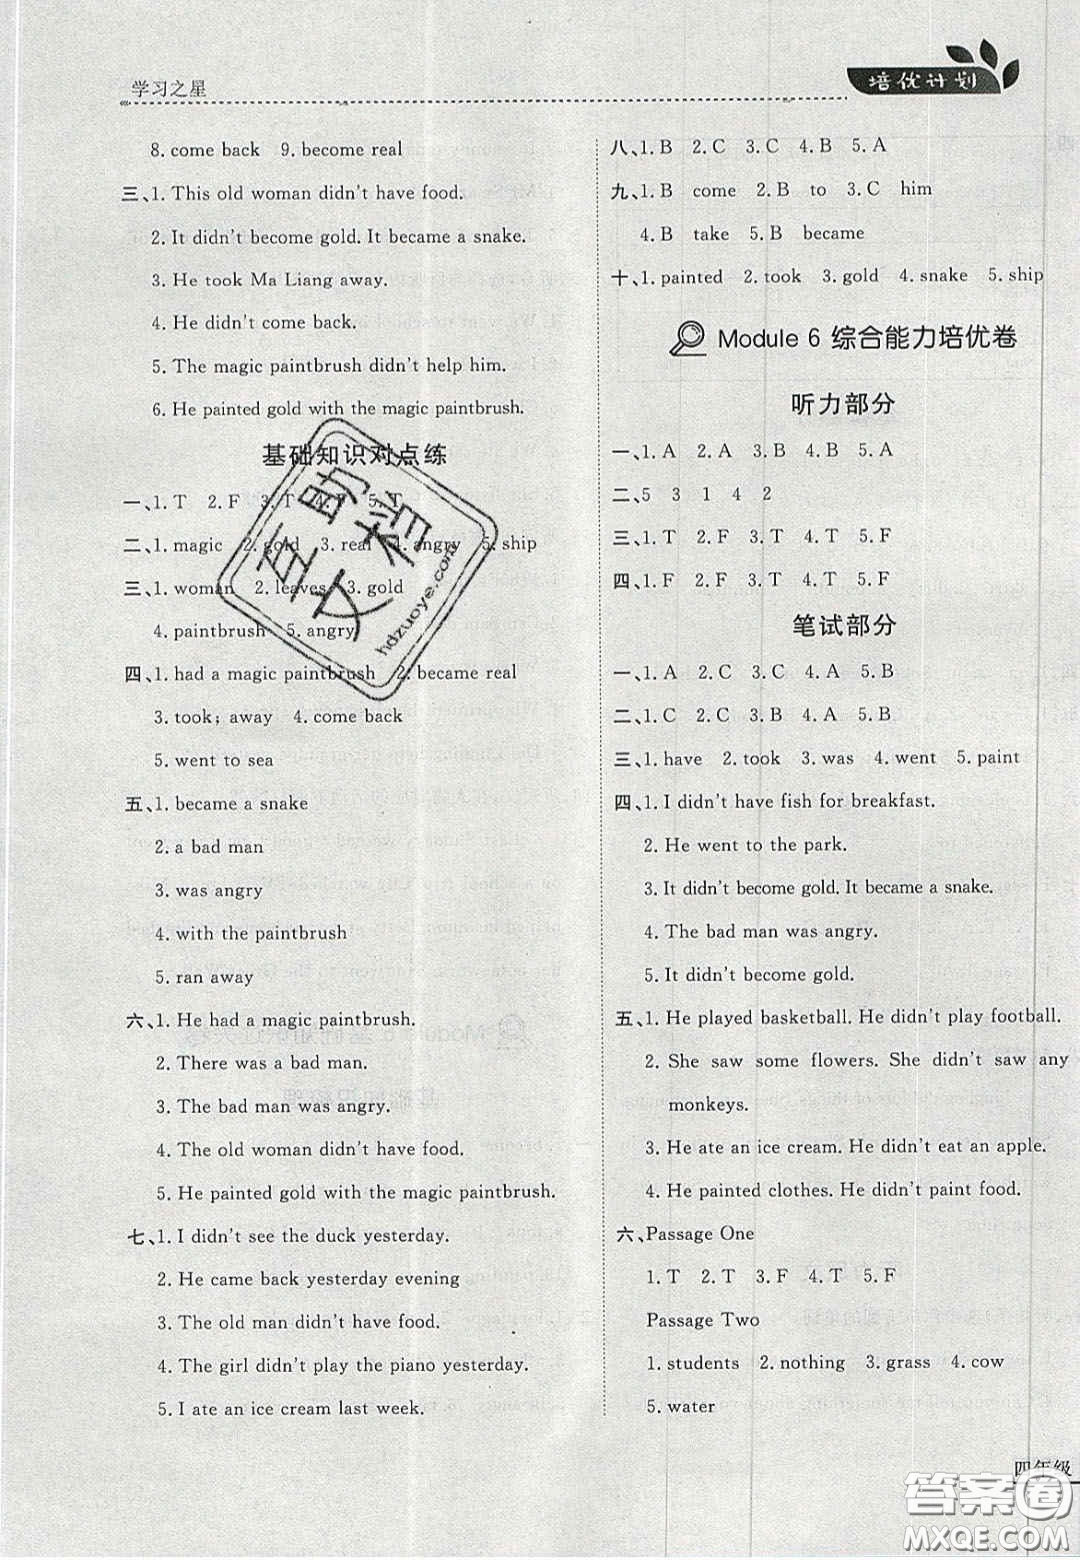 学习之星
培优计划
8. come back 9. become real
三、1. This old woman didn't have food.
2. It didn't become gold. It became a snake.
3. He took Ma Liang away.
4. He didn't come back.
5. The magic paintbrush didn't help him.
6. He painted gold with the magic paintbrush.
基础知识对点练
一、1. T 2. F 3. T 4. F 5. T
二、1. magic 2. gold 3. real 4. angry 5. ship
三、1. woman 2. leaves 3. gold
4. paintbrush 5. angry
四、1. had a magic paintbrush 2. became real
3. took; away 4. come back
5. went to sea
五、1. became a snake
2. a bad man
3. was angry
4. with the paintbrush
5. ran away
六、1. He had a magic paintbrush.
2. There was a bad man.
3. The bad man was angry.
4. The old woman didn't have food.
5. He painted gold with the magic paintbrush.
七、1. I didn't see the duck yesterday.
2. He came back yesterday evening
3. The old man didn't have food.
4. The girl didn't play the piano yesterday.
5. I ate an ice cream last week.
八、1. B 2. C 3. C 4. B 5. A
九、1. B come 2. B to 3. C him
4. B take 5. B became
十、1. painted 2. took 3. gold 4. snake 5. ship
Module 6 综合能力培优卷
听力部分
一、1. A 2. A 3. B 4. B 5. A
二、5 3 1 4 2
三、1. T 2. F 3. T 4. T 5. F
四、1. F 2. F 3. T 4. T 5. F
笔试部分
一、1. A 2. C 3. C 4. A 5. B
二、1. C 2. C 3. B 4. A 5. B
三、1. have 2. took 3. was 4. went 5. paint
四、1. I didn't have fish for breakfast.
2. He went to the park.
3. It didn't become gold. It became a snake.
4. The bad man was angry.
5. It didn't become gold.
五、1. He played basketball. He didn't play football.
2. She saw some flowers. She didn't saw any
monkeys.
3. He ate an ice cream. He didn't eat an apple.
4. He painted clothes. He didn't paint food.
六、Passage One
1. T 2. T 3. F 4. T 5. F
Passage Two
1. students 2. nothing 3. grass 4. cow
5. water
四年级
互助文档
hdzuoye.com
答案圈
MXQE.COM